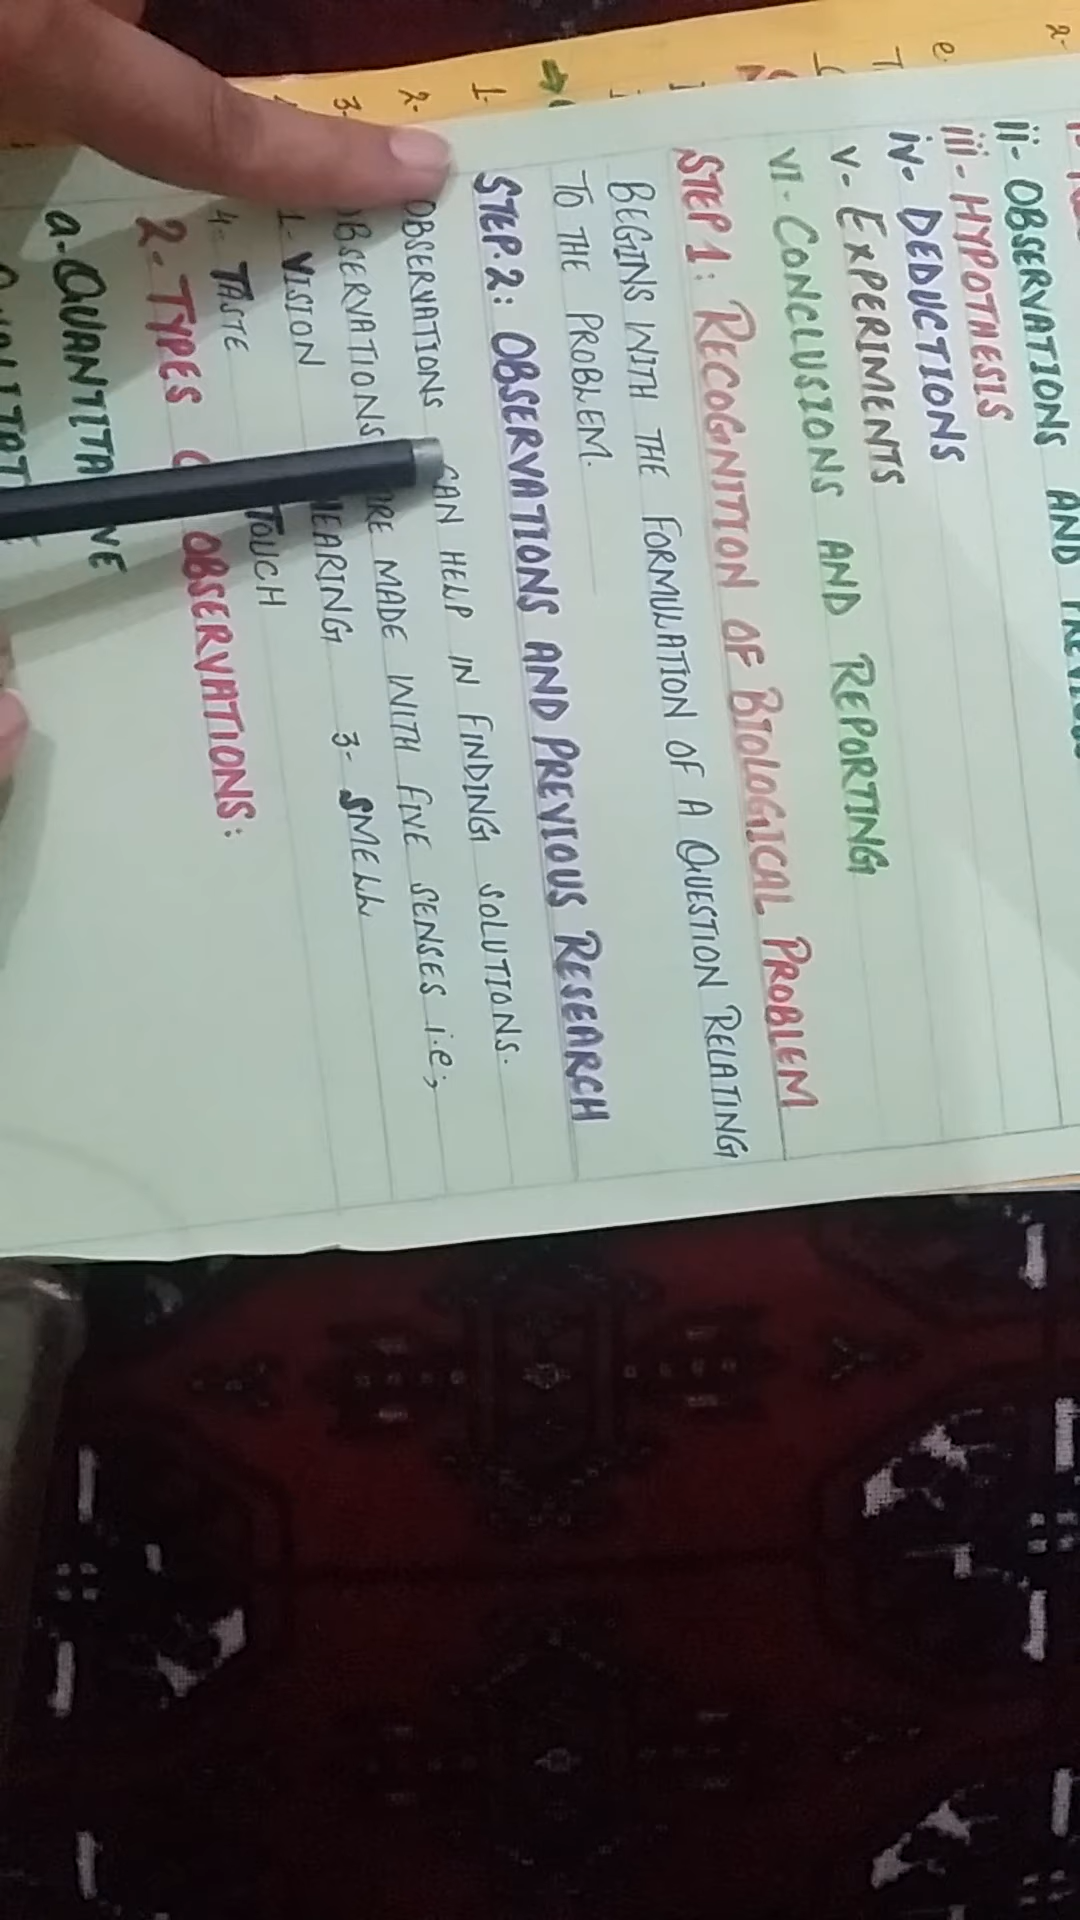 ii- OBSERVATIONS AND
iii- HYPOTHESIS
iv- DEDUCTIONS
v- EXPERIMENTS
vi- CONCLUSIONS AND REPORTING
STEP 1: RECOGNITION OF BIOLOGICAL PROBLEM
BEGINS WITH THE FORMULATION OF A QUESTION RELATING
TO THE PROBLEM.
STEP.2: OBSERVATIONS AND PREVIOUS RESEARCH
OBSERVATIONS CAN HELP IN FINDING SOLUTIONS.
OBSERVATIONS ARE MADE WITH FIVE SENSES i.e;
1- VISION HEARING 3- SMELL
4- TASTE TOUCH
2-TYPES OBSERVATIONS:
a-QUANTITATIVE